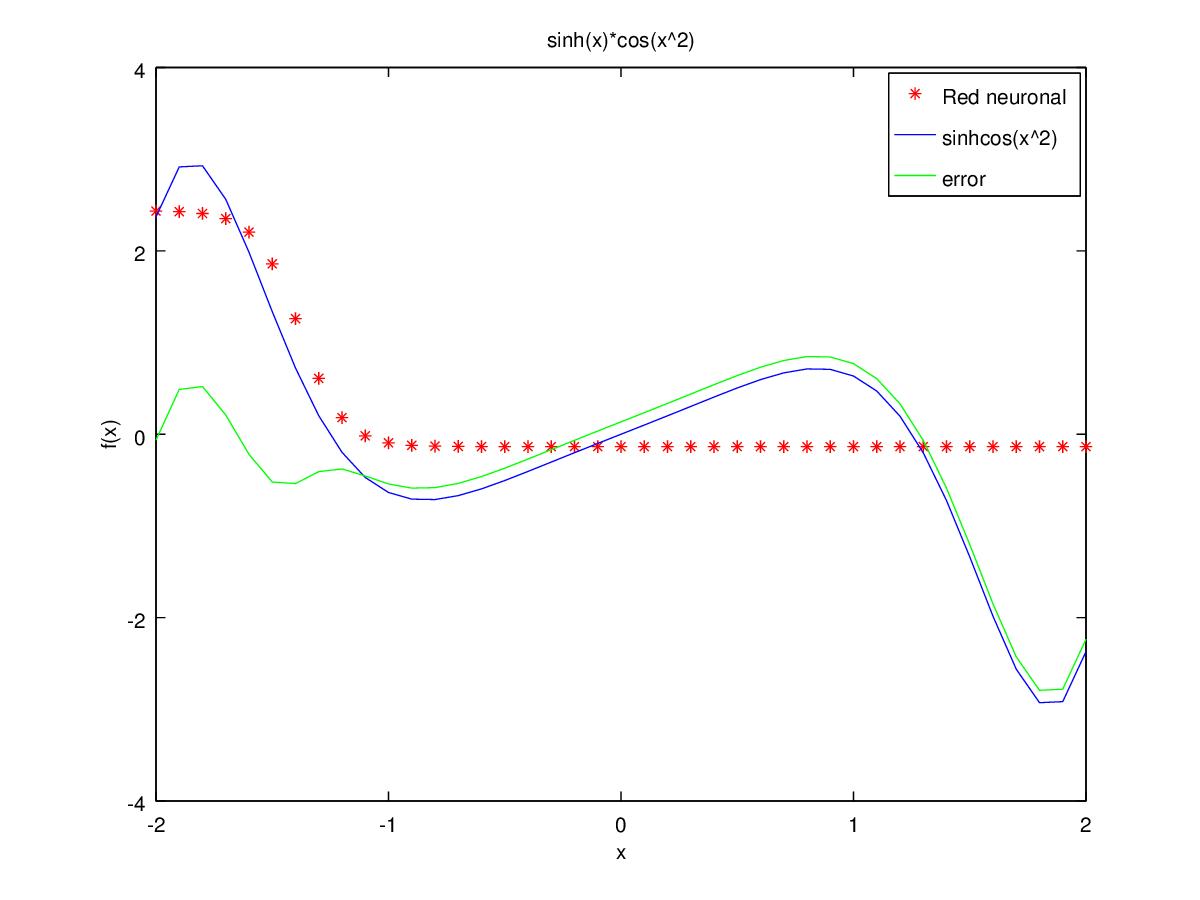 sinh(x)*cos(x^2)
Red neuronal
sinhcos(x^2)
error
4
2
0
-2
-4
f(x)
-2
-1
0
1
2
x